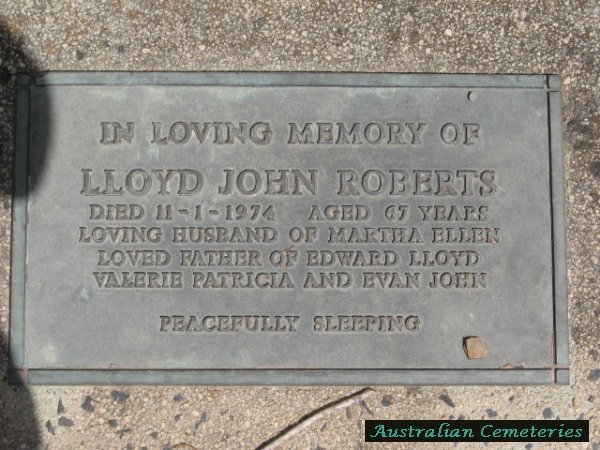 IN LOVING MEMORY OF
LLOYD JOHN ROBERTS
DIED 11-1-1974 AGED 67 YEARS
LOVING HUSBAND OF MARTHA ELLEN
LOVED FATHER OF EDWARD LLOYD
VALERIE PATRICIA AND EVAN JOHN
PEACEFULLY SLEEPING
Australian Cemeteries